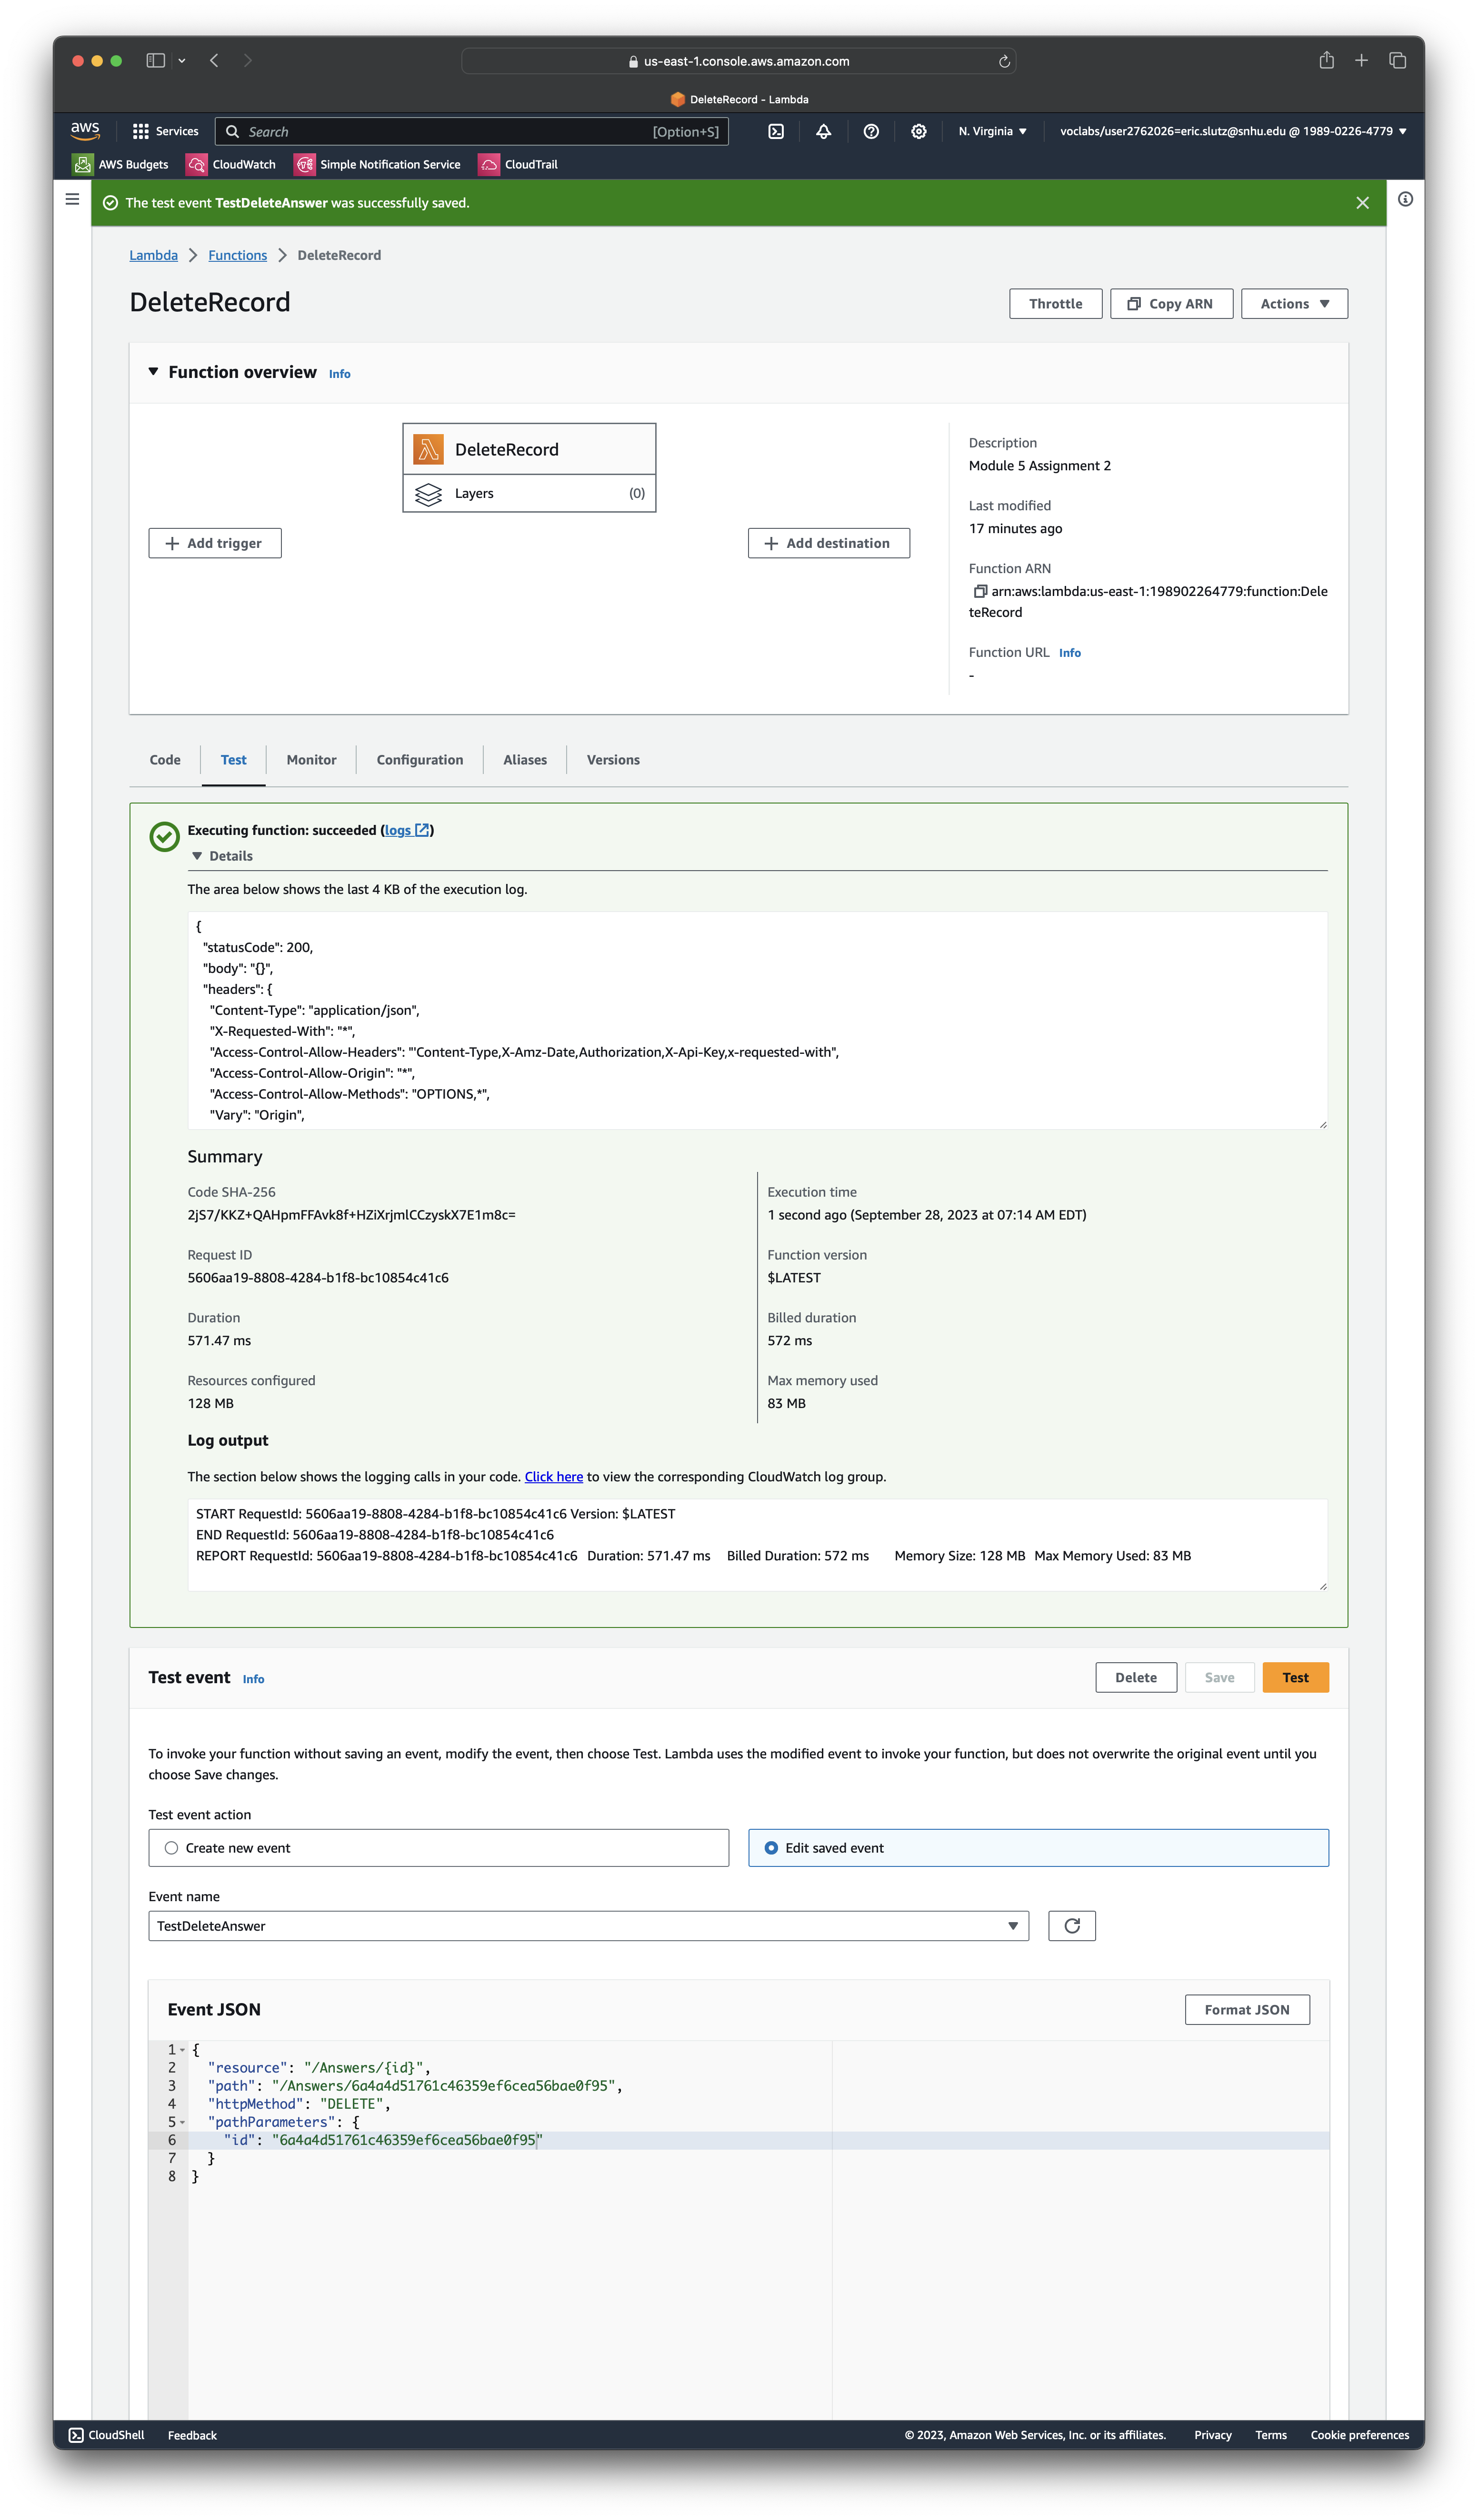 us-east-1.console.aws.amazon.com
DeleteRecord - Lambda
aws
Services
Search
[Option+S]
N. Virginia
voclabs/user2762026=eric.slutz@snhu.edu @ 1989-0226-4779
AWS Budgets
CloudWatch
Simple Notification Service
CloudTrail
The test event TestDeleteAnswer was successfully saved.
Lambda
Functions
DeleteRecord
DeleteRecord
Throttle
Copy ARN
Actions
Function overview
Info
DeleteRecord
Layers
(0)
Add trigger
Add destination
Description
Module 5 Assignment 2
Last modified
17 minutes ago
Function ARN
arn:aws:lambda:us-east-1:198902264779:function:Dele
teRecord
Function URL
Info
-
Code
Test
Monitor
Configuration
Aliases
Versions
Executing function: succeeded (logs)
Details
The area below shows the last 4 KB of the execution log.
{
"statusCode": 200,
"body": "{}",
"headers": {
"Content-Type": "application/json",
"X-Requested-With": "*",
"Access-Control-Allow-Headers": "'Content-Type,X-Amz-Date,Authorization,X-Api-Key,x-requested-with",
"Access-Control-Allow-Origin": "*",
"Access-Control-Allow-Methods": "OPTIONS,*",
"Vary": "Origin",
Summary
Code SHA-256
2jS7/KKZ+QAHpmFFAvk8f+HZiXrjmlCCzyskX7E1m8c=
Execution time
1 second ago (September 28, 2023 at 07:14 AM EDT)
Request ID
5606aa19-8808-4284-b1f8-bc10854c41c6
Function version
$LATEST
Duration
571.47 ms
Billed duration
572 ms
Resources configured
128 MB
Max memory used
83 MB
Log output
The section below shows the logging calls in your code. Click here to view the corresponding CloudWatch log group.
START RequestId: 5606aa19-8808-4284-b1f8-bc10854c41c6 Version: $LATEST
END RequestId: 5606aa19-8808-4284-b1f8-bc10854c41c6
REPORT RequestId: 5606aa19-8808-4284-b1f8-bc10854c41c6 Duration: 571.47 ms Billed Duration: 572 ms Memory Size: 128 MB Max Memory Used: 83 MB
Test event
Info
Delete
Save
Test
To invoke your function without saving an event, modify the event, then choose Test. Lambda uses the modified event to invoke your function, but does not overwrite the original event until you
choose Save changes.
Test event action
Create new event
Edit saved event
Event name
TestDeleteAnswer
Event JSON
Format JSON
1 {
2 "resource": "/Answers/{id}",
3 "path": "/Answers/6a4a4d51761c46359ef6cea56bae0f95",
4 "httpMethod": "DELETE",
5 "pathParameters": {
6 "id": "6a4a4d51761c46359ef6cea56bae0f95"
7 }
8 }
CloudShell
Feedback
© 2023, Amazon Web Services, Inc. or its affiliates.
Privacy
Terms
Cookie preferences